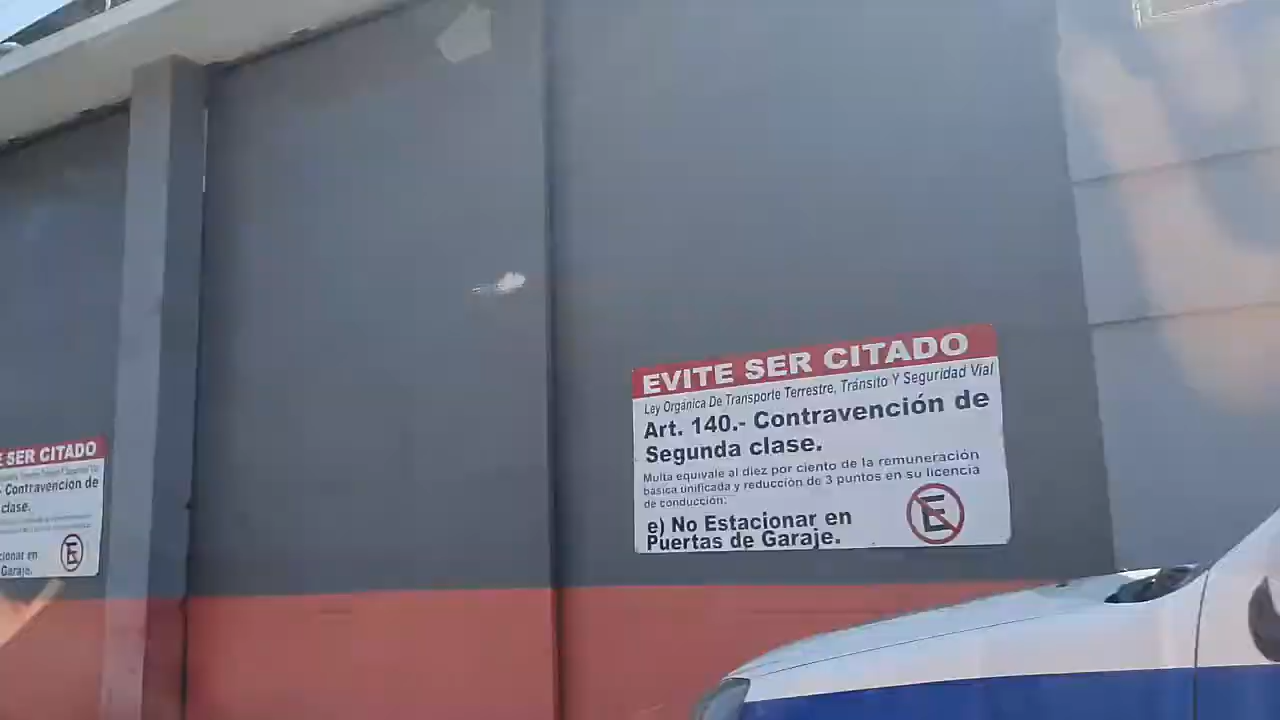 EVITE SER CITADO
Ley Orgánica De Transporte Terrestre, Tránsito Y Seguridad Vial
Art. 140.- Contravención de
Segunda clase.
Multa equivale al diez por ciento de la remuneración
básica unificada y reducción de 3 puntos en su licencia
de conducción:
e) No Estacionar en
Puertas de Garaje.
E
SER CITADO
Contravención de
clase.
Garaje.
E